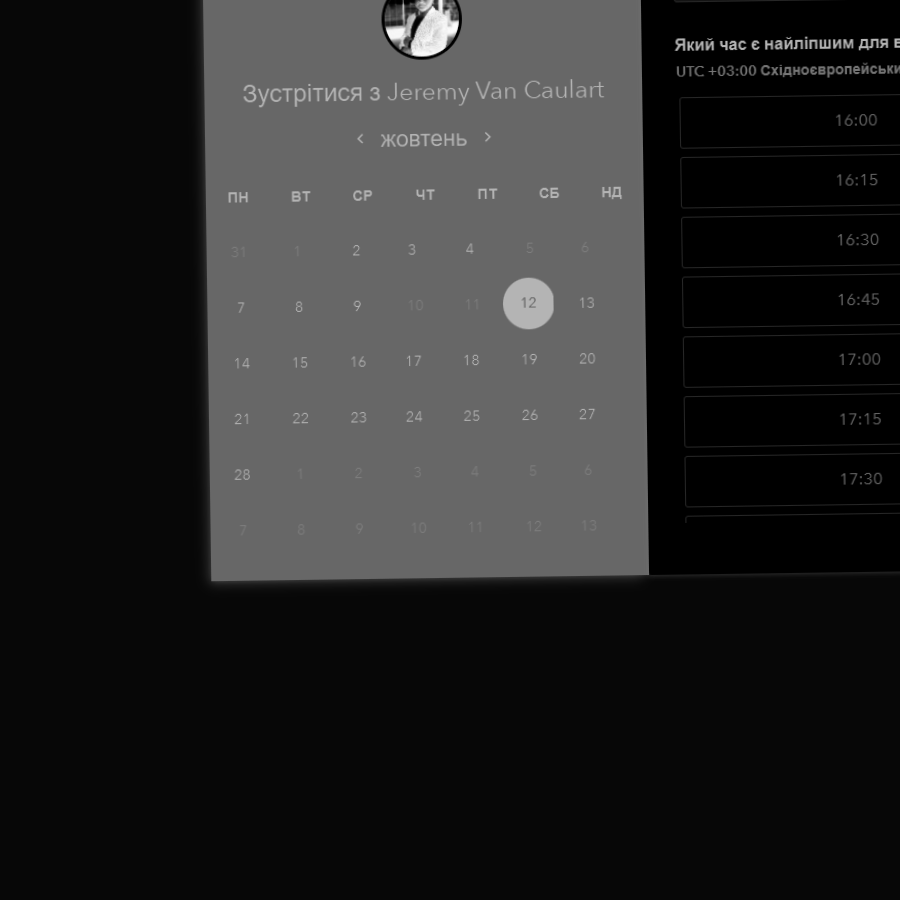 Зустрітися з Jeremy Van Caulart
жовтень
ПН ВТ СР ЧТ ПТ СБ НД
31 1 2 3 4 5 6
7 8 9 10 11 12 13
14 15 16 17 18 19 20
21 22 23 24 25 26 27
28 1 2 3 4 5 6
7 8 9 10 11 12 13
Який час є найліпшим для
UTC +03:00
16:00
16:15
16:30
16:45
17:00
17:15
17:30